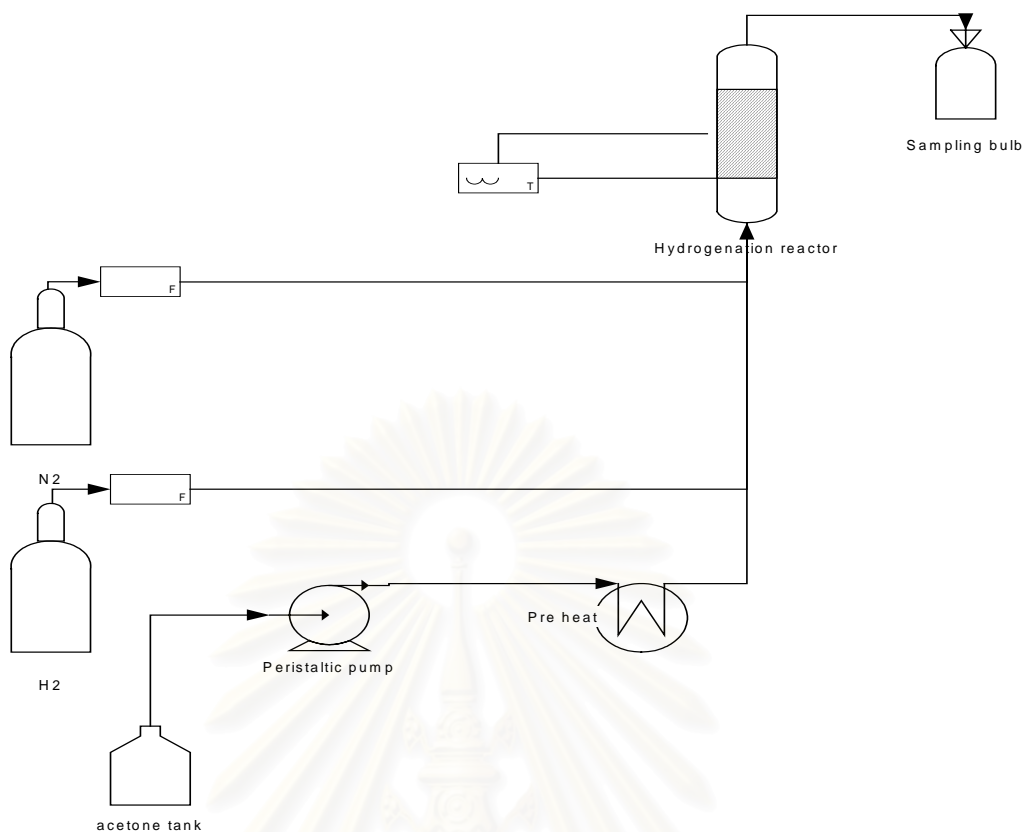 Sampling bulb
T
Hydrogenation reactor
F
N2
F
Pre heat
Peristaltic pump
H2
acetone tank